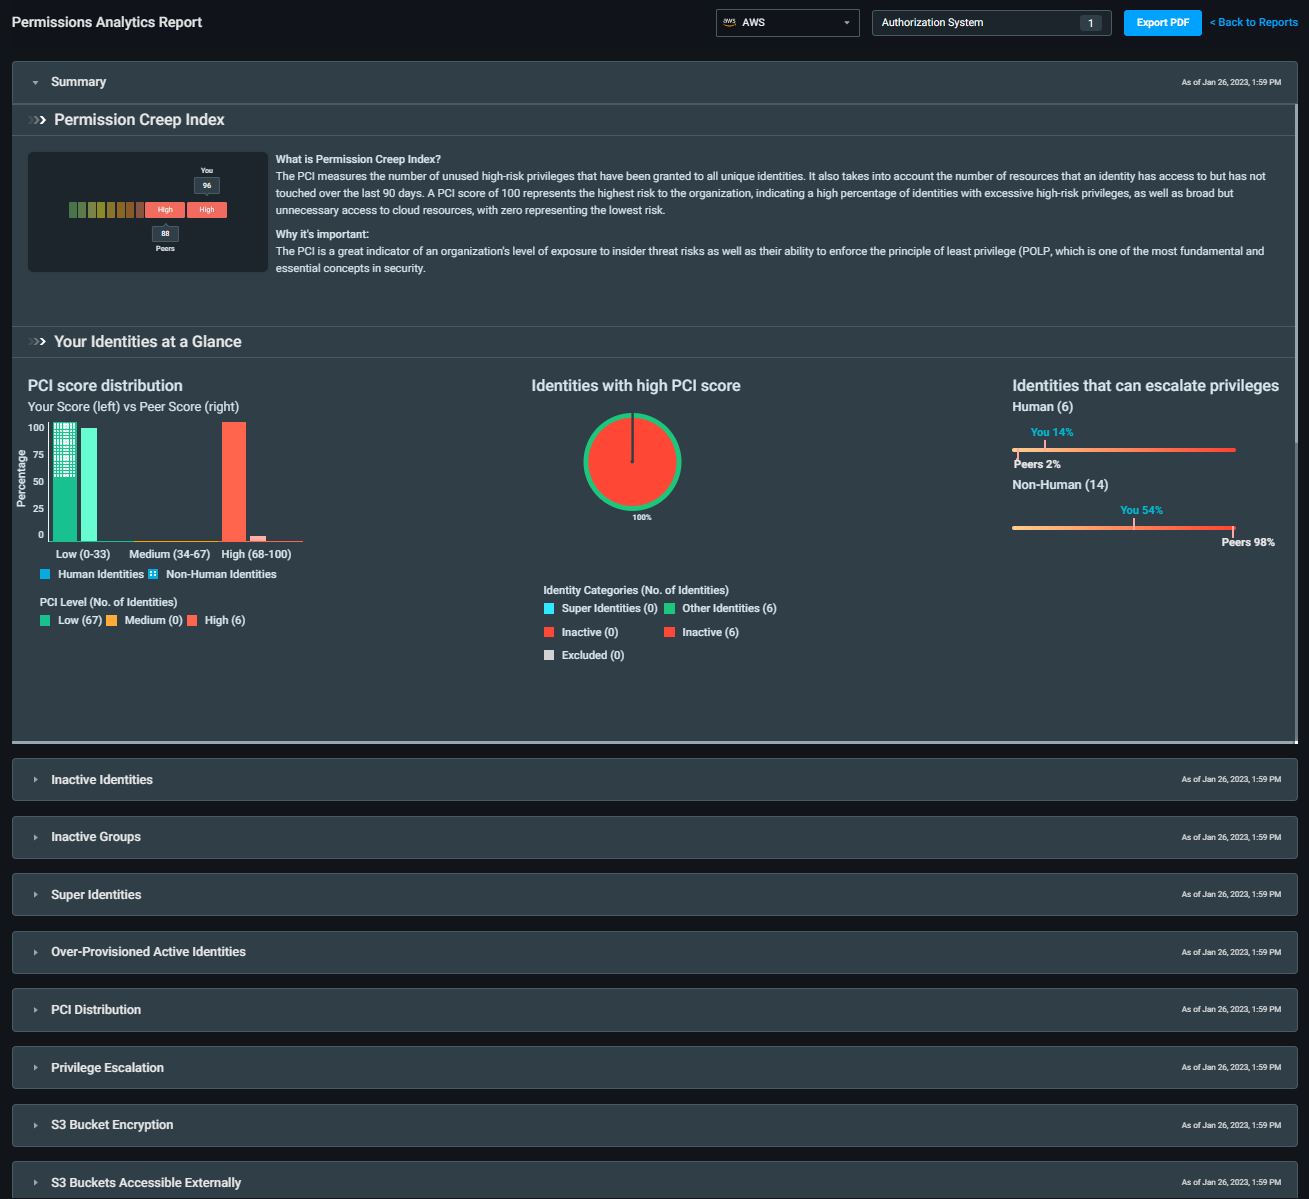 Permissions Analytics Report
aws AWS
Authorization System 1
Export PDF
< Back to Reports
Summary
As of Jan 26, 2023, 1:59 PM
Permission Creep Index
You
96
High High
88
Peers
What is Permission Creep Index?
The PCI measures the number of unused high-risk privileges that have been granted to all unique identities. It also takes into account the number of resources that an identity has access to but has not
touched over the last 90 days. A PCI score of 100 represents the highest risk to the organization, indicating a high percentage of identities with excessive high-risk privileges, as well as broad but
unnecessary access to cloud resources, with zero representing the lowest risk.
Why it's important:
The PCI is a great indicator of an organization's level of exposure to insider threat risks as well as their ability to enforce the principle of least privilege (POLP, which is one of the most fundamental and
essential concepts in security.
Your Identities at a Glance
PCI score distribution
Your Score (left) vs Peer Score (right)
Percentage
100
75
50
25
0
Low (0-33) Medium (34-67) High (68-100)
Human Identities Non-Human Identities
PCI Level (No. of Identities)
Low (67) Medium (0) High (6)
Identities with high PCI score
100%
Identity Categories (No. of Identities)
Super Identities (0) Other Identities (6)
Inactive (0) Inactive (6)
Excluded (0)
Identities that can escalate privileges
Human (6)
You 14%
Peers 2%
Non-Human (14)
You 54%
Peers 98%
Inactive Identities
As of Jan 26, 2023, 1:59 PM
Inactive Groups
As of Jan 26, 2023, 1:59 PM
Super Identities
As of Jan 26, 2023, 1:59 PM
Over-Provisioned Active Identities
As of Jan 26, 2023, 1:59 PM
PCI Distribution
As of Jan 26, 2023, 1:59 PM
Privilege Escalation
As of Jan 26, 2023, 1:59 PM
S3 Bucket Encryption
As of Jan 26, 2023, 1:59 PM
S3 Buckets Accessible Externally
As of Jan 26, 2023, 1:59 PM